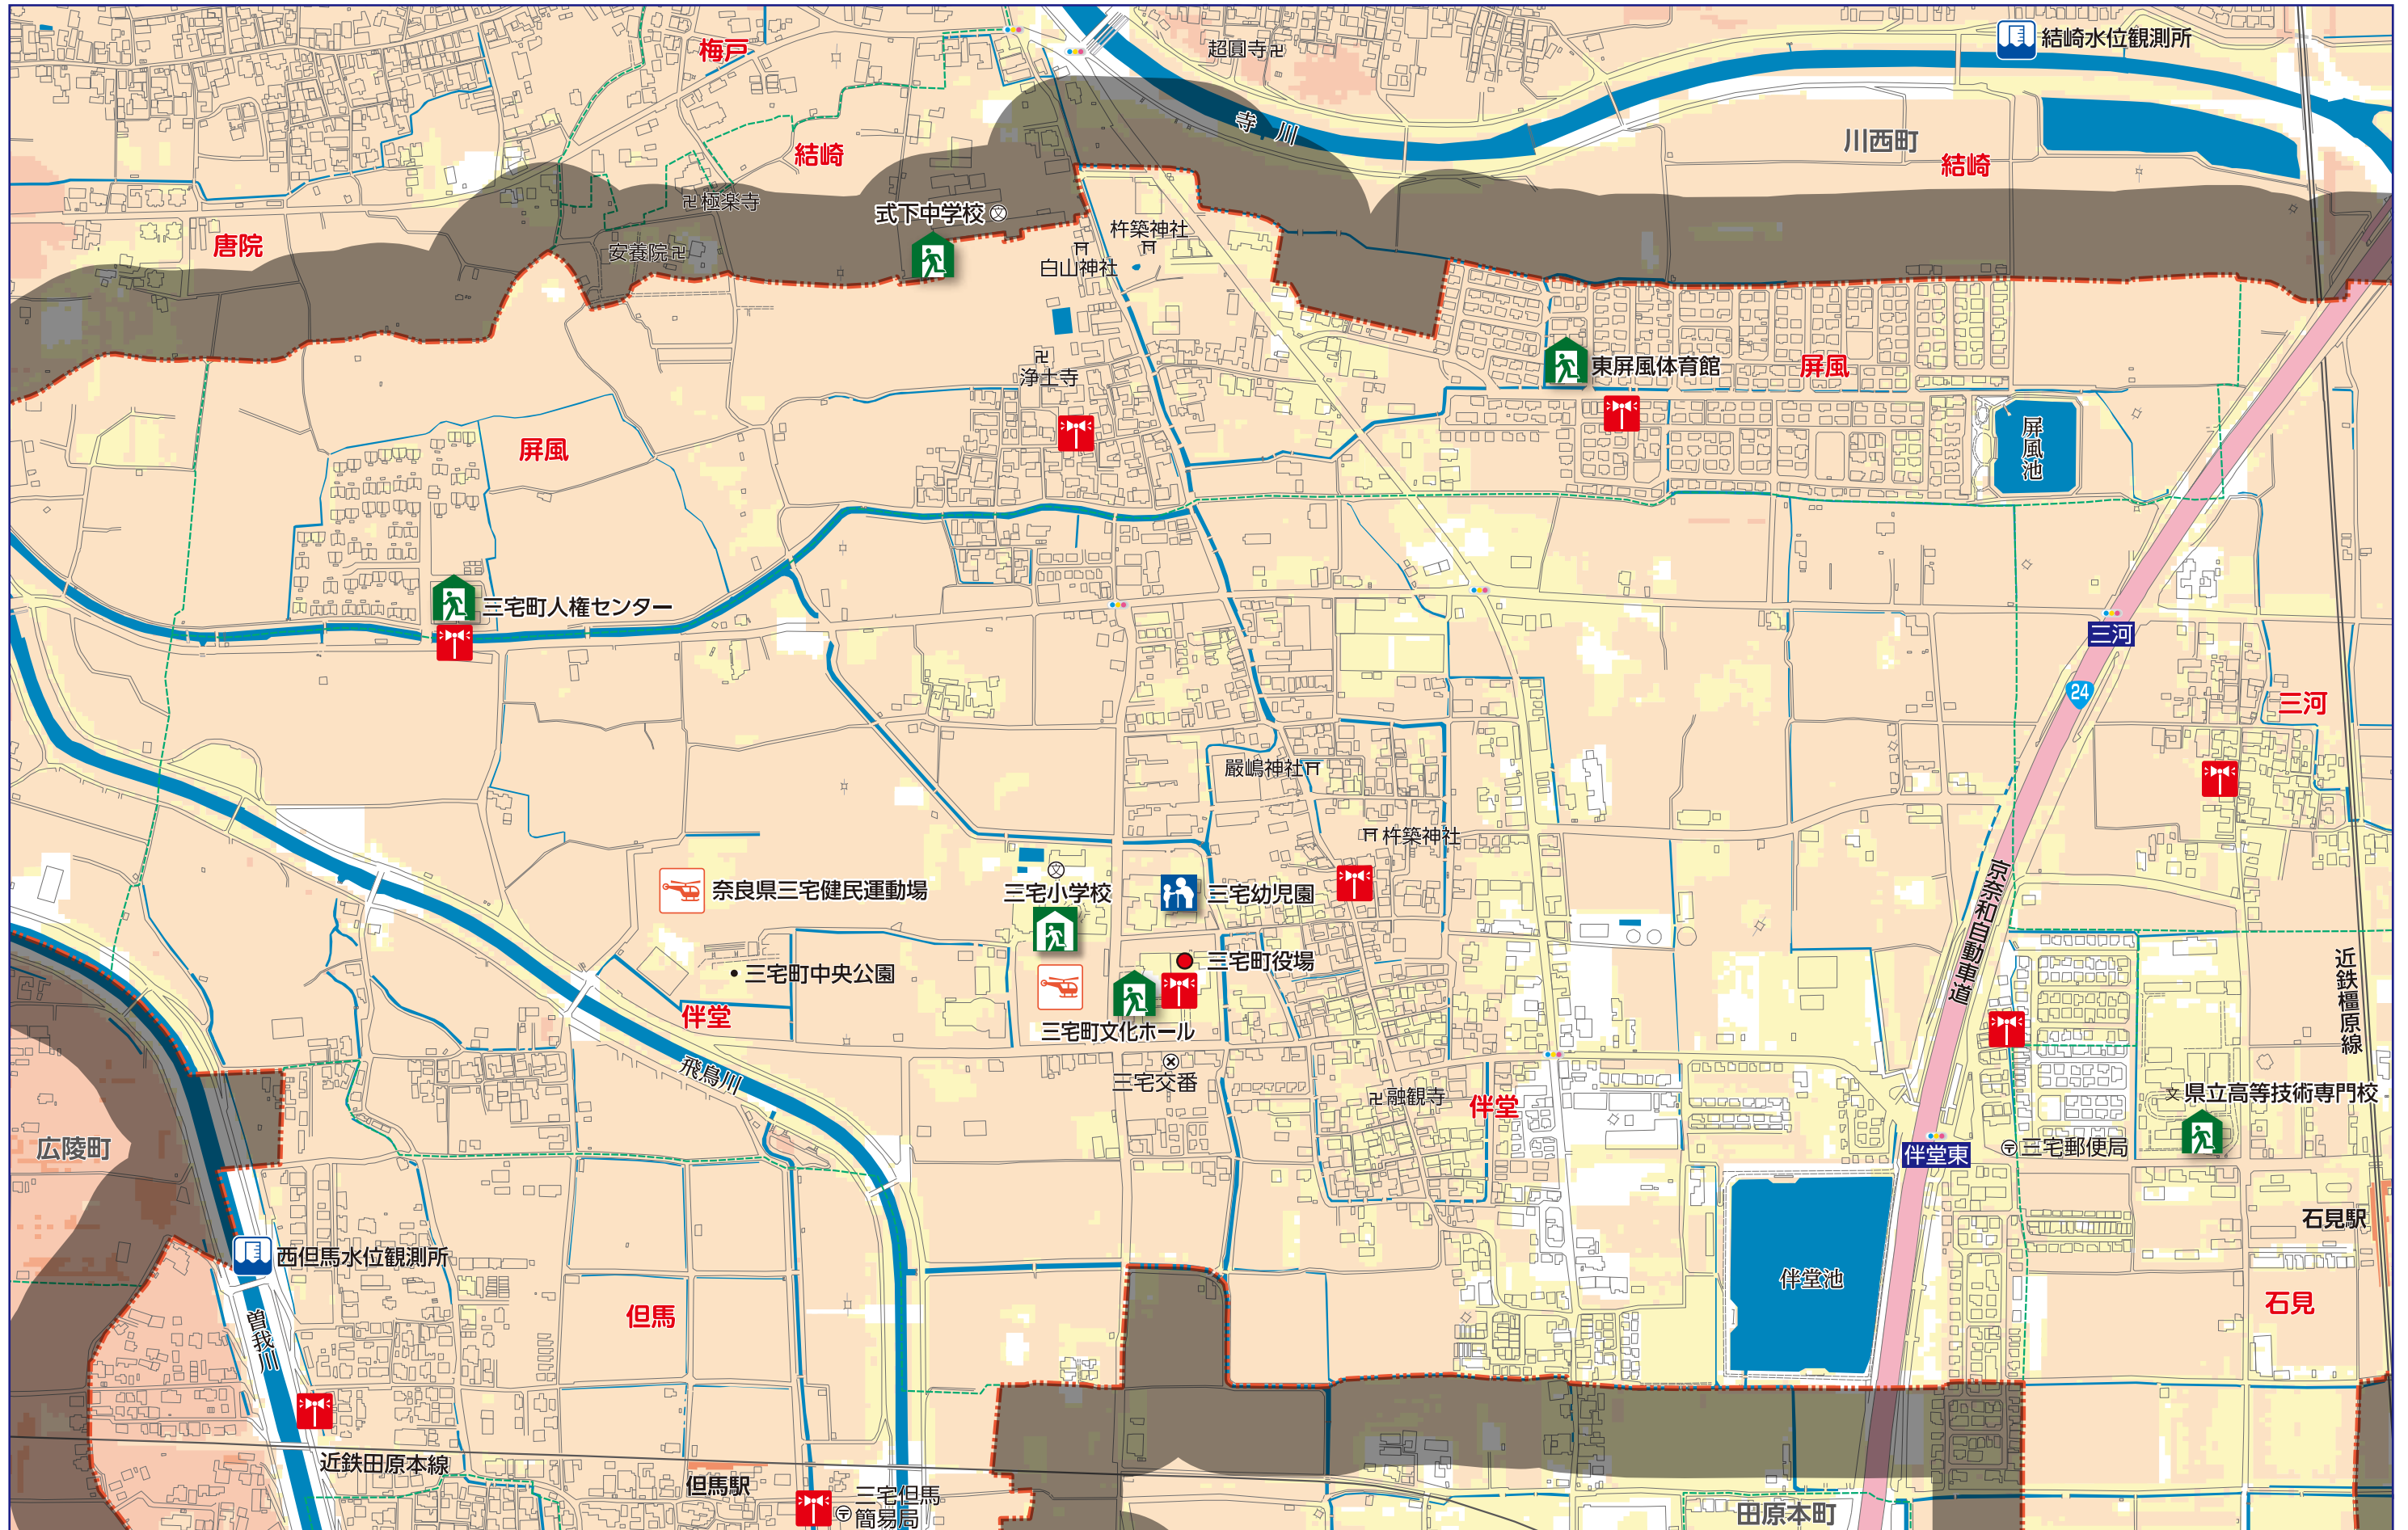 梅戸
超圓寺
結崎水位観測所
寺川
川西町
結崎
結崎
極楽寺
式下中学校
文
唐院
安養院
杵築神社
白山神社
浄土寺
東屏風体育館
屏風
屏風池
屏風
三宅町人権センター
三河
24
三河
嚴嶋神社
杵築神社
奈良県三宅健民運動場
文
三宅小学校
三宅幼児園
京奈和自動車道
三宅町中央公園
三宅町役場
近鉄橿原線
伴堂
三宅町文化ホール
飛鳥川
三宅交番
融観寺
伴堂
文
県立高等技術専門校
広陵町
伴堂東
三宅郵便局
石見駅
西但馬水位観測所
伴堂池
曽我川
但馬
石見
近鉄田原本線
但馬駅
三宅但馬
簡易局
田原本町